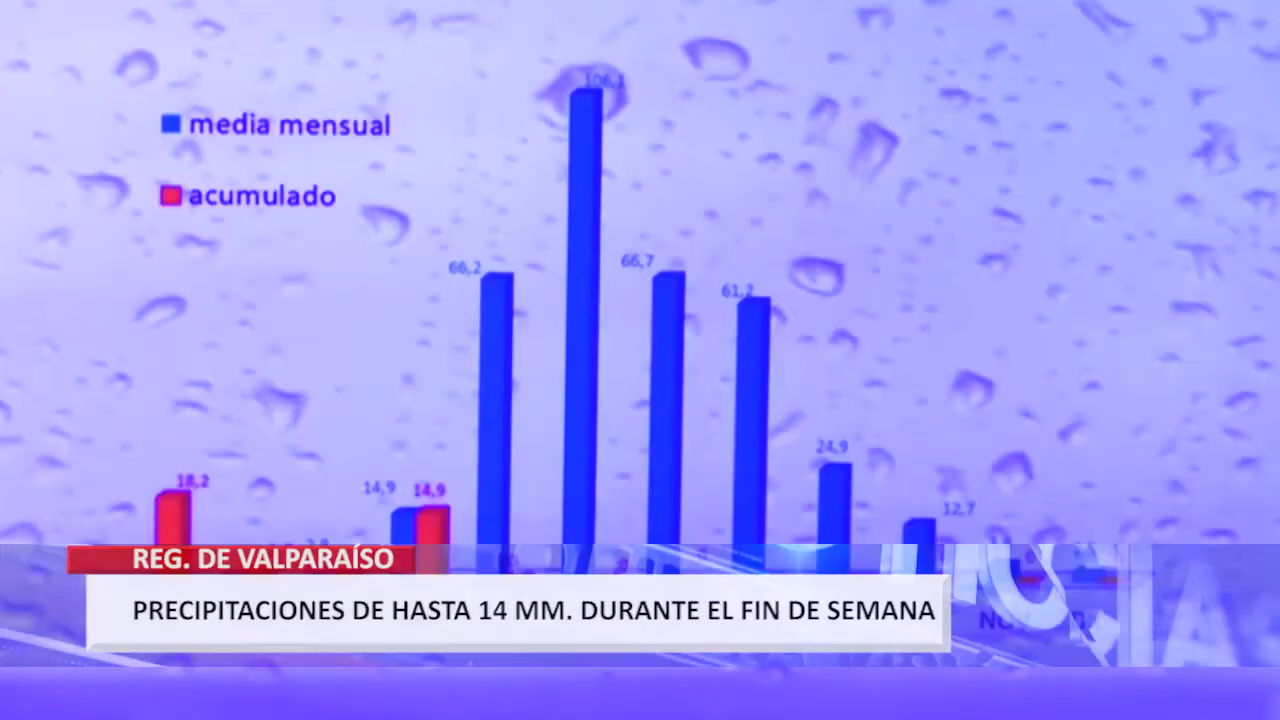 106,1
media mensual
acumulado
66,2
66,7
61,2
24,9
18,2
14,9
14,9
12,7
REG. DE VALPARAÍSO
PRECIPITACIONES DE HASTA 14 MM. DURANTE EL FIN DE SEMANA